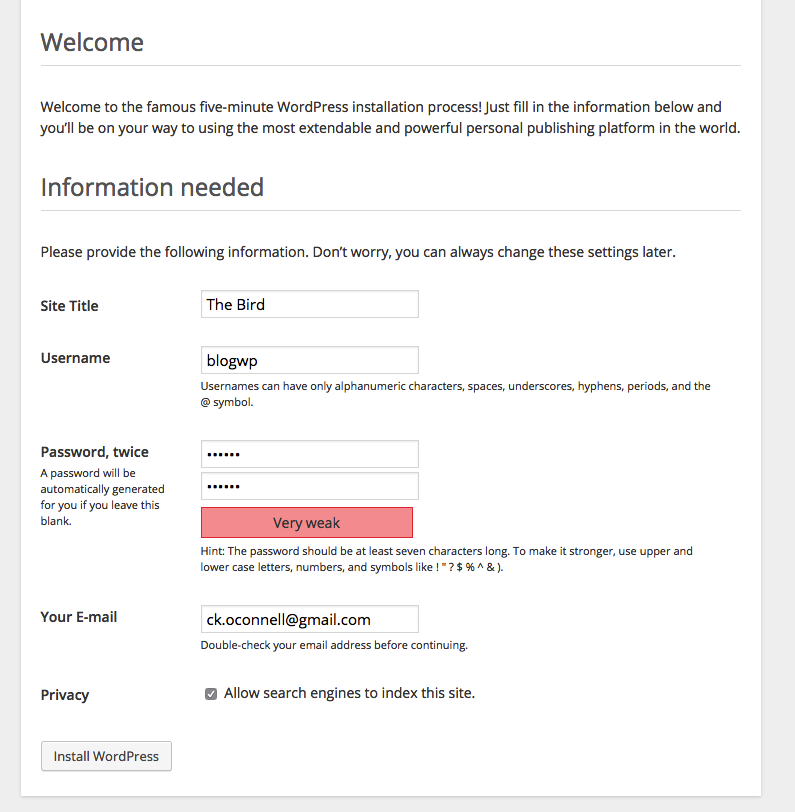 Welcome
Welcome to the famous five-minute WordPress installation process! Just fill in the information below and
you’ll be on your way to using the most extendable and powerful personal publishing platform in the world.
Information needed
Please provide the following information. Don’t worry, you can always change these settings later.
Site Title
The Bird
Username
blogwp
Usernames can have only alphanumeric characters, spaces, underscores, hyphens, periods, and the
@ symbol.
Password, twice
A password will be
automatically generated
for you if you leave this
blank.
••••••
••••••
Very weak
Hint: The password should be at least seven characters long. To make it stronger, use upper and
lower case letters, numbers, and symbols like ! " ? $ % ^ & ).
Your E-mail
ck.oconnell@gmail.com
Double-check your email address before continuing.
Privacy
Allow search engines to index this site.
Install WordPress